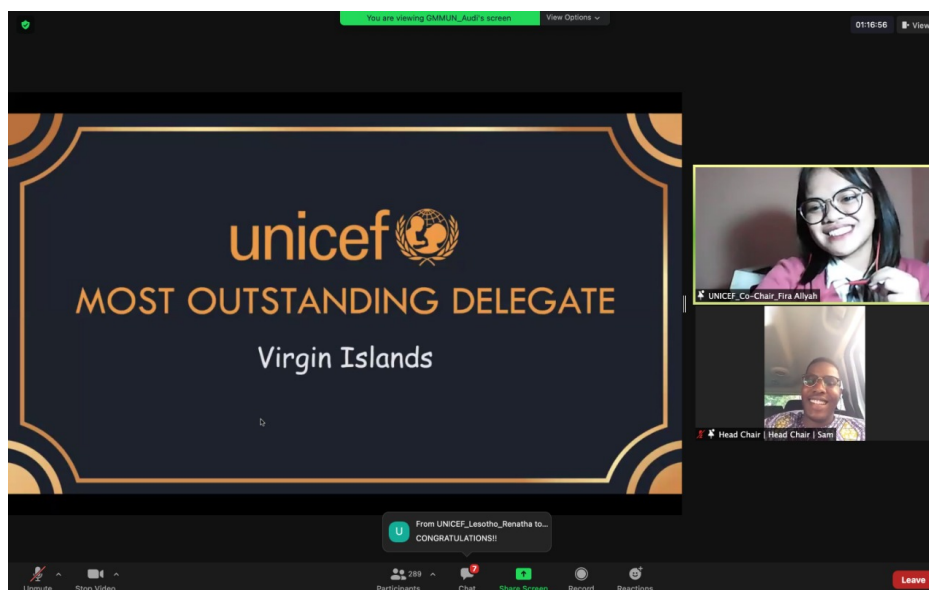 You are viewing GMMUN_Audi's screen
View Options
01:16:56
View
unicef
MOST OUTSTANDING DELEGATE
Virgin Islands
UNICEF_Co-Chair_Fira Allyah
Head Chair | Head Chair | Sam
U
From UNICEF_Lesotho_Renatha to...
CONGRATULATIONS!!
Unmute
Stop Video
289
Participants
7
Chat
Share Screen
Record
Reactions
Leave